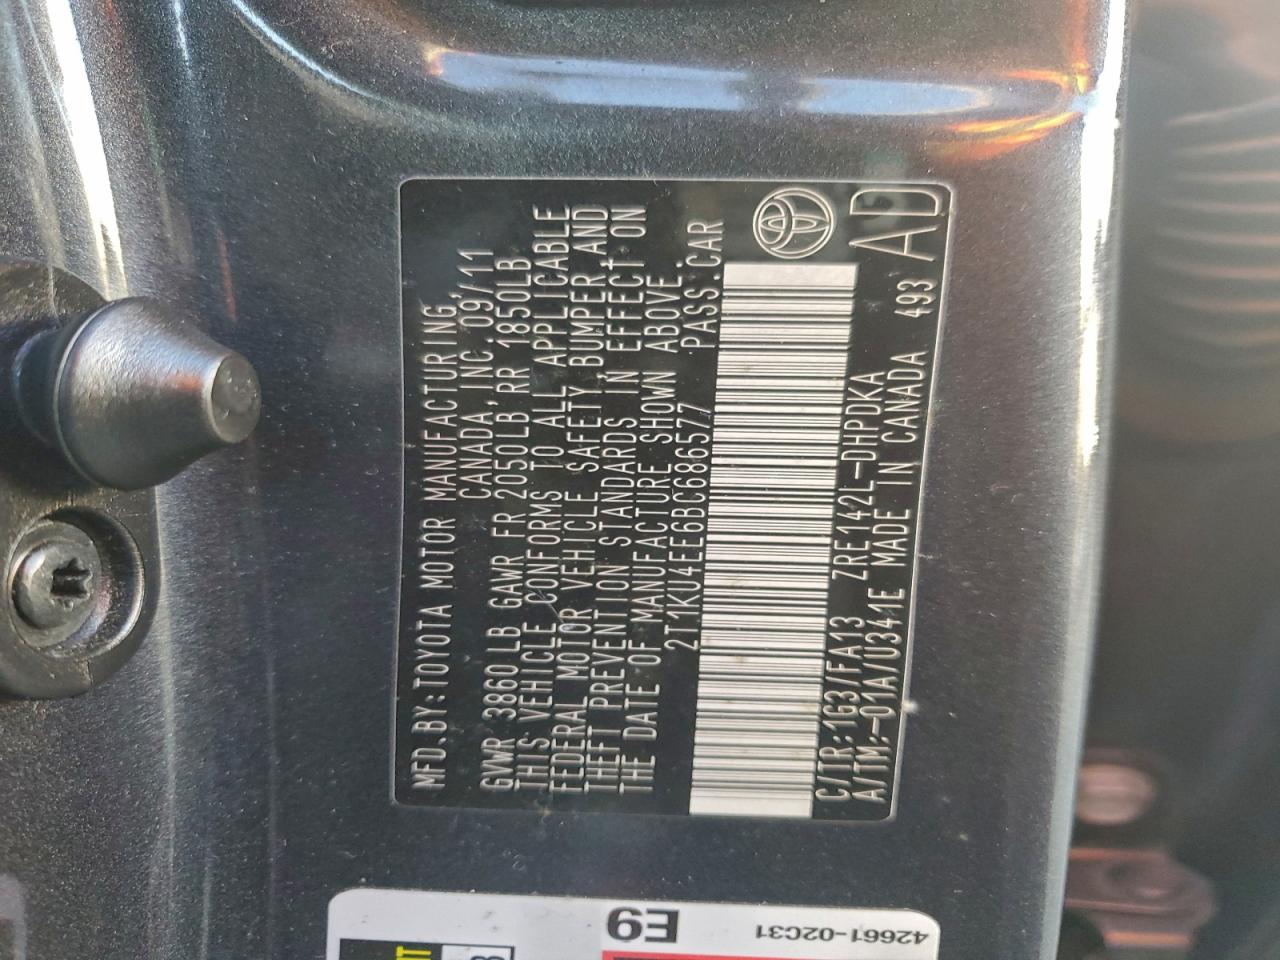 MFD.BY:TOYOTA MOTOR MANUFACTURING,
CANADA, INC. 09/11
GVWR 3860 LB GAWR FR 2050LB, RR 1850LB
THIS VEHICLE CONFORMS TO ALL APPLICABLE
FEDERAL MOTOR VEHICLE SAFETY, BUMPER, AND
THEFT PREVENTION STANDARDS IN EFFECT ON
THE DATE OF MANUFACTURE SHOWN ABOVE.
2T1KU4EE6BC686577 PASS.CAR
C/TR:1G3/FA13 ZRE142L-DHPDKA 493 AD
A/TM:-01A/U341E MADE IN CANADA
E9
42661-02C31